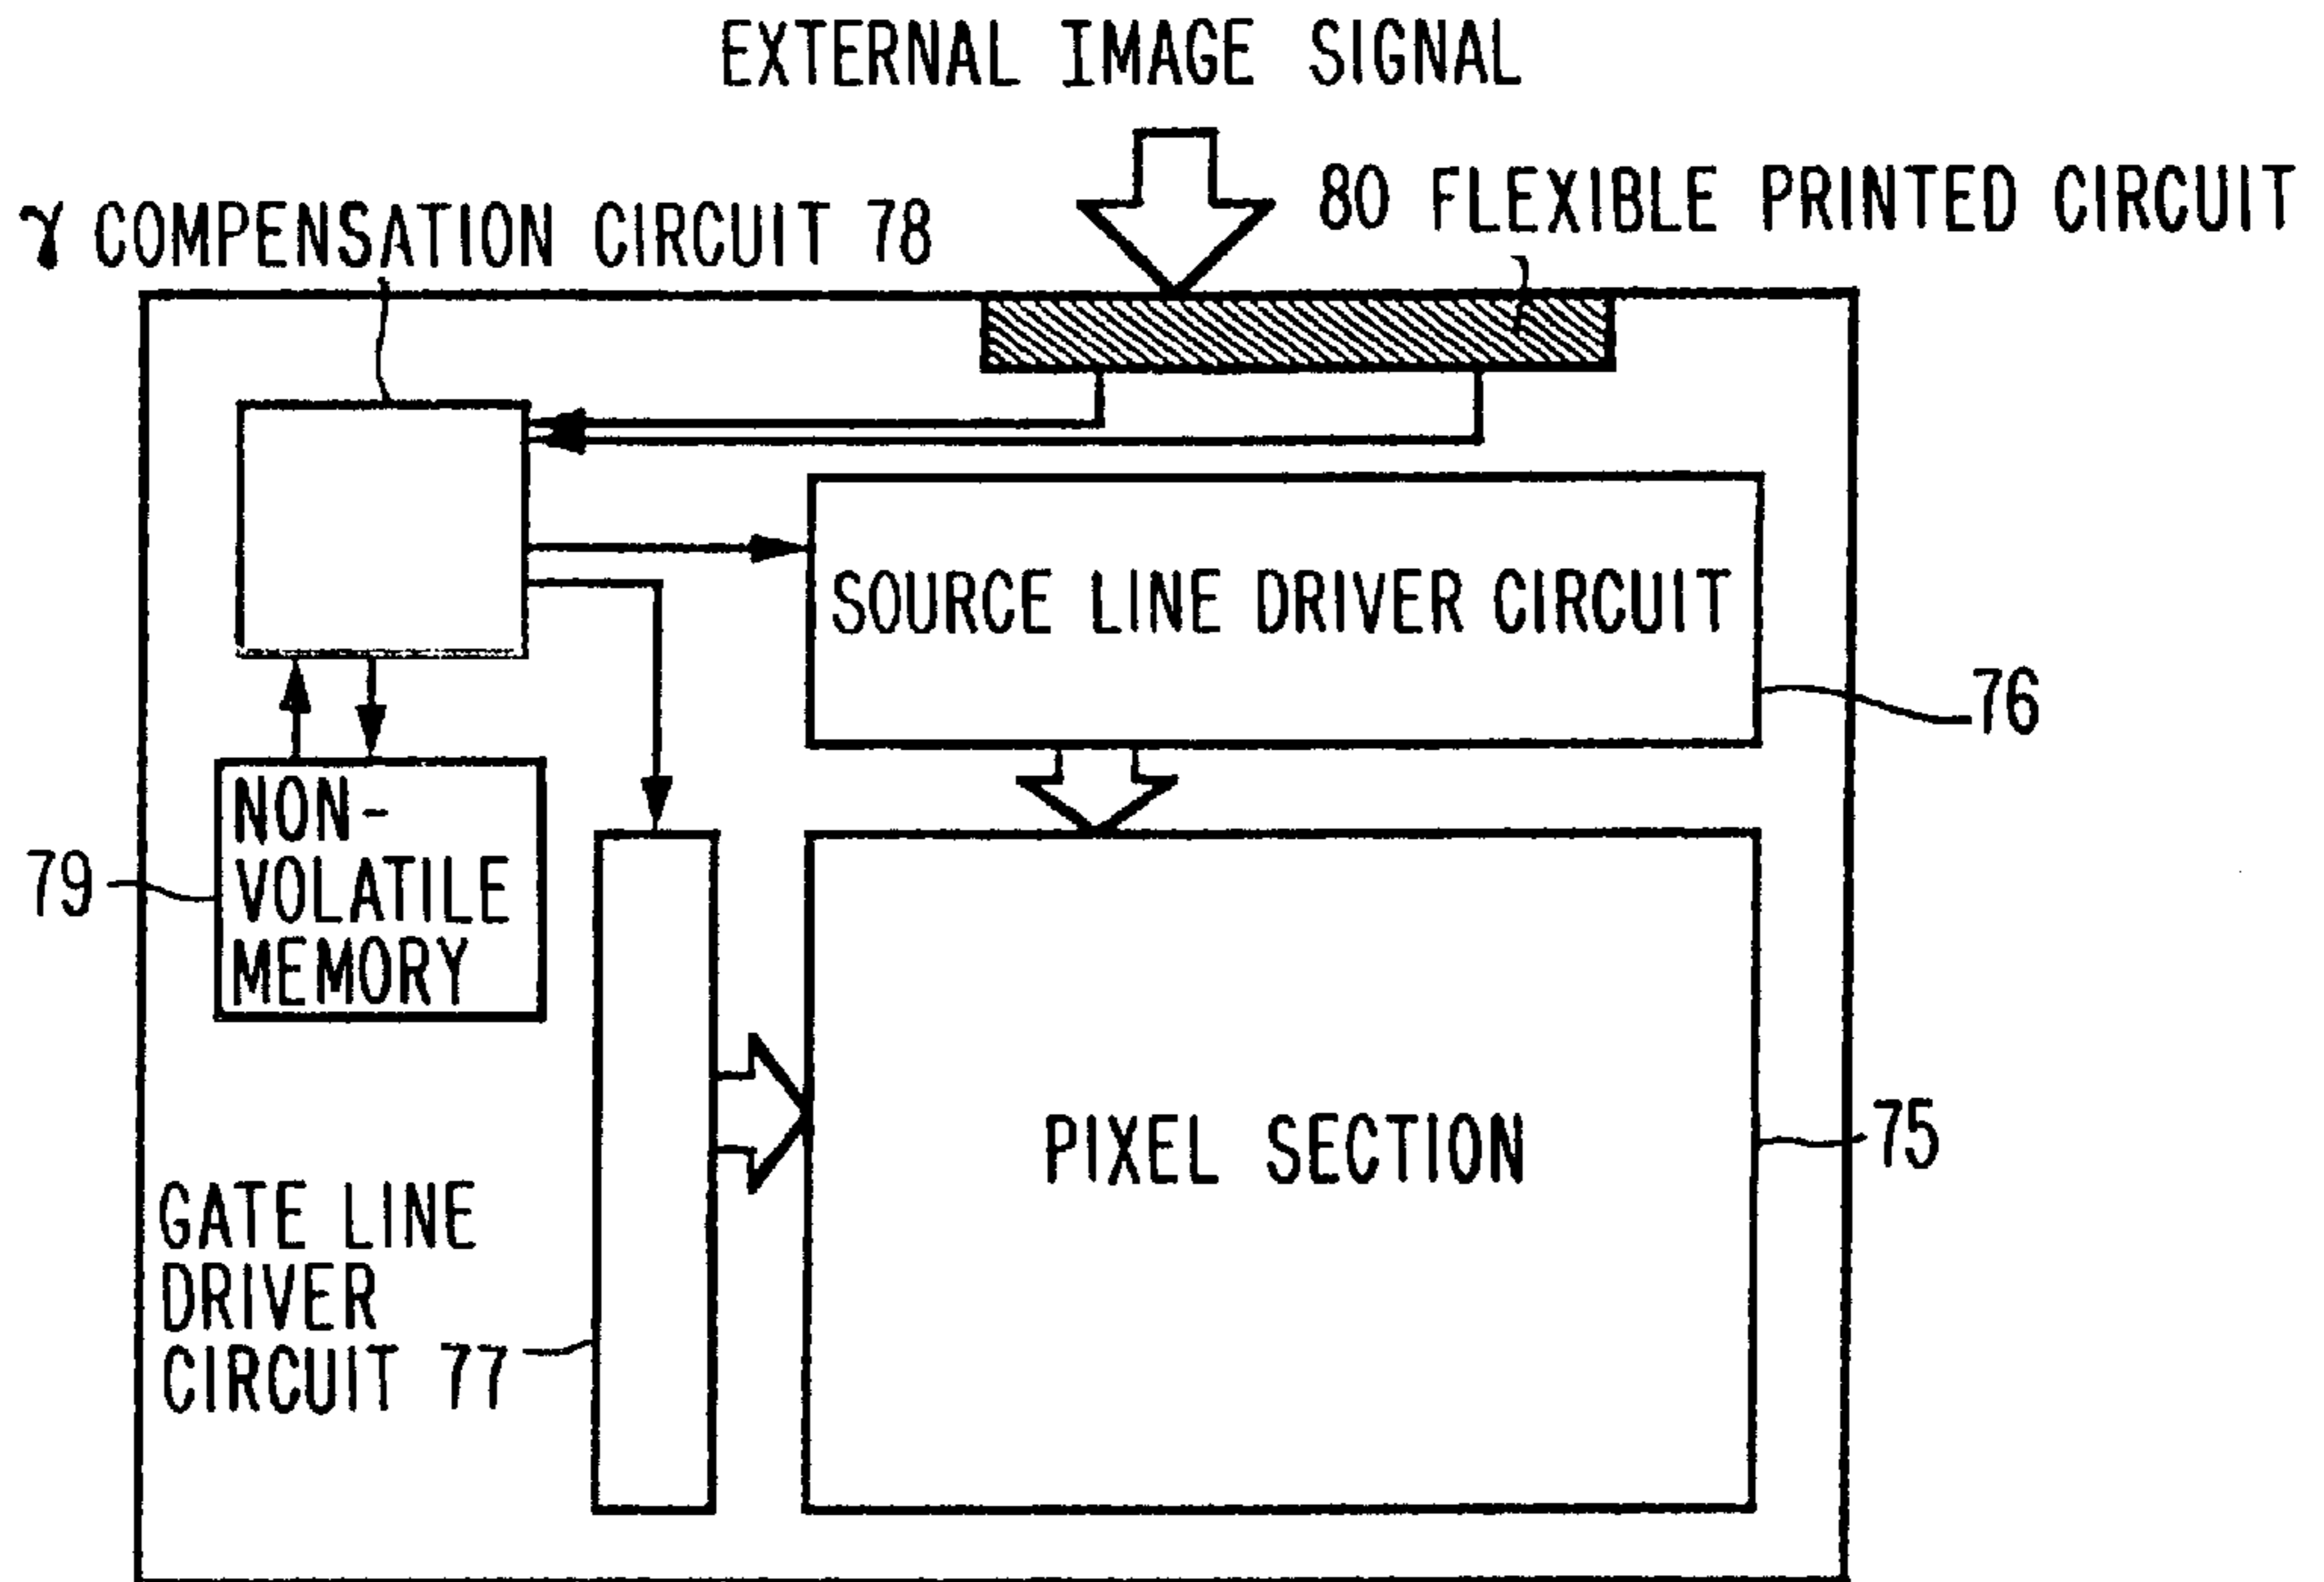 EXTERNAL IMAGE SIGNAL
80 FLEXIBLE PRINTED CIRCUIT
γ COMPENSATION CIRCUIT 78
SOURCE LINE DRIVER CIRCUIT
76
NON-
VOLATILE
MEMORY
79
75
PIXEL SECTION
GATE LINE
DRIVER
CIRCUIT 77